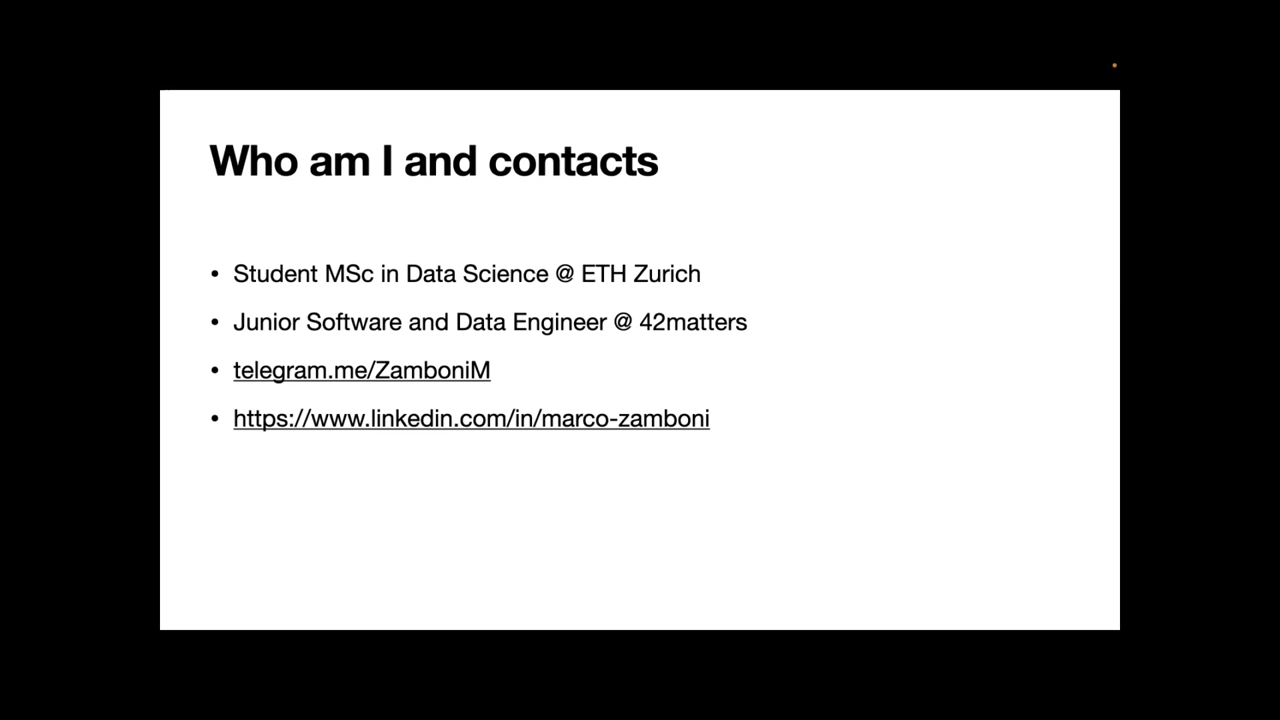 Who am I and contacts
• Student MSc in Data Science @ ETH Zurich
• Junior Software and Data Engineer @ 42matters
• telegram.me/ZamboniM
• https://www.linkedin.com/in/marco-zamboni